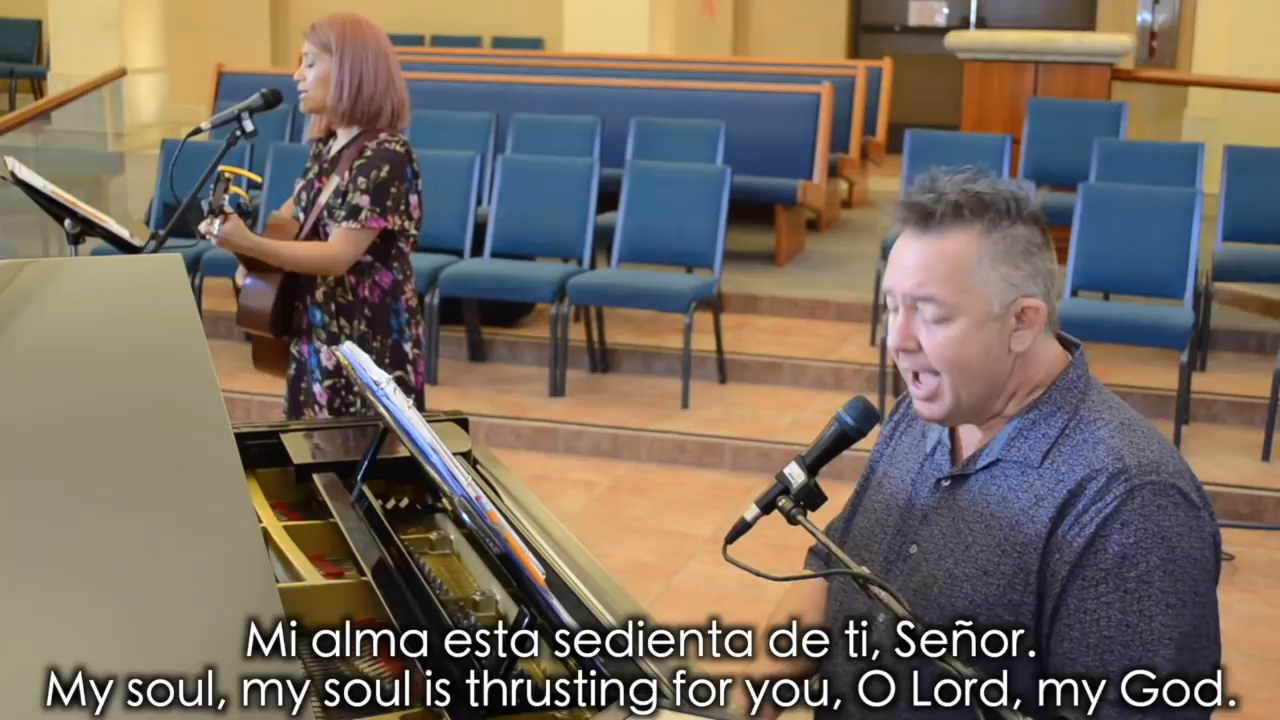 Mi alma esta sedienta de ti, Señor.
My soul, my soul is thrusting for you, O Lord, my God.